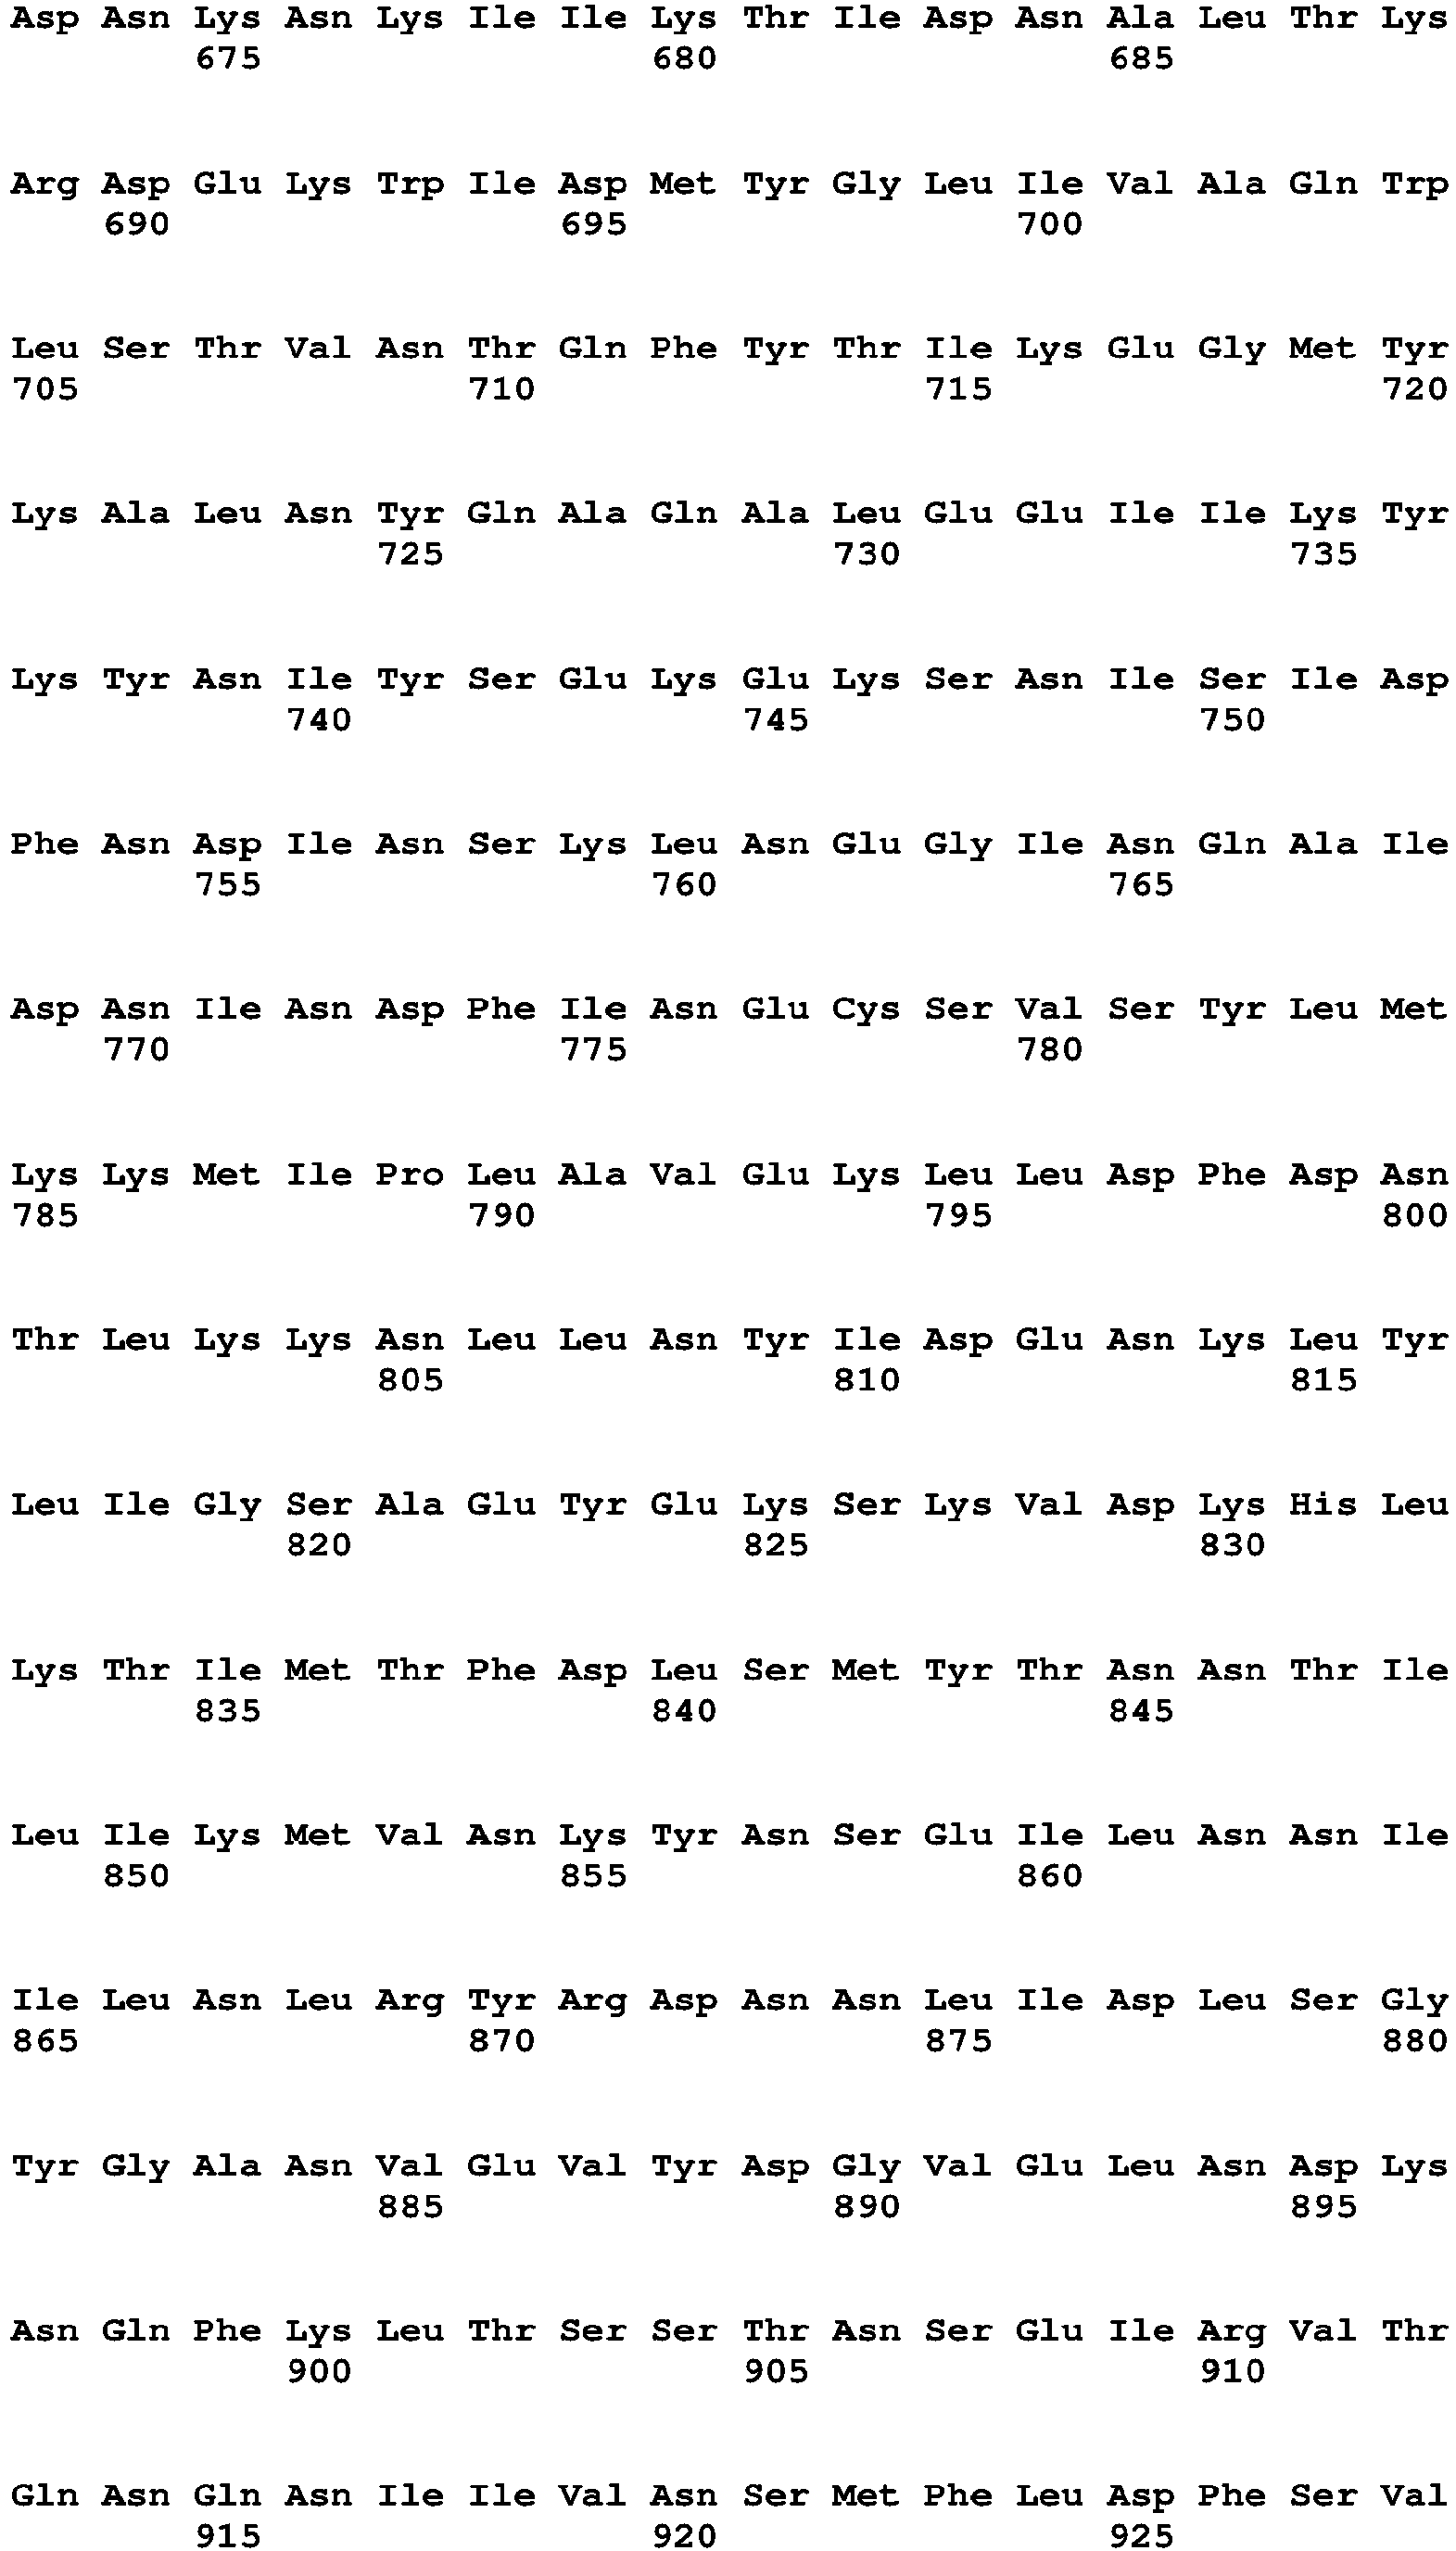 Asp Asn Lys Asn Lys Ile Ile Lys Thr Ile Asp Asn Ala Leu Thr Lys
675 680 685
Arg Asp Glu Lys Trp Ile Asp Met Tyr Gly Leu Ile Val Ala Gln Trp
690 695 700
Leu Ser Thr Val Asn Thr Gln Phe Tyr Thr Ile Lys Glu Gly Met Tyr
705 710 715 720
Lys Ala Leu Asn Tyr Gln Ala Gln Ala Leu Glu Glu Ile Ile Lys Tyr
725 730 735
Lys Tyr Asn Ile Tyr Ser Glu Lys Glu Lys Ser Asn Ile Ser Ile Asp
740 745 750
Phe Asn Asp Ile Asn Ser Lys Leu Asn Glu Gly Ile Asn Gln Ala Ile
755 760 765
Asp Asn Ile Asn Asp Phe Ile Asn Glu Cys Ser Val Ser Tyr Leu Met
770 775 780
Lys Lys Met Ile Pro Leu Ala Val Glu Lys Leu Leu Asp Phe Asp Asn
785 790 795 800
Thr Leu Lys Lys Asn Leu Leu Asn Tyr Ile Asp Glu Asn Lys Leu Tyr
805 810 815
Leu Ile Gly Ser Ala Glu Tyr Glu Lys Ser Lys Val Asp Lys His Leu
820 825 830
Lys Thr Ile Met Thr Phe Asp Leu Ser Met Tyr Thr Asn Asn Thr Ile
835 840 845
Leu Ile Lys Met Val Asn Lys Tyr Asn Ser Glu Ile Leu Asn Asn Ile
850 855 860
Ile Leu Asn Leu Arg Tyr Arg Asp Asn Asn Leu Ile Asp Leu Ser Gly
865 870 875 880
Tyr Gly Ala Asn Val Glu Val Tyr Asp Gly Val Glu Leu Asn Asp Lys
885 890 895
Asn Gln Phe Lys Leu Thr Ser Ser Thr Asn Ser Glu Ile Arg Val Thr
900 905 910
Gln Asn Gln Asn Ile Ile Val Asn Ser Met Phe Leu Asp Phe Ser Val
915 920 925